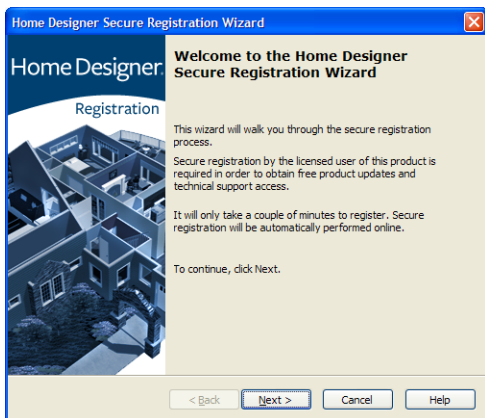 Home Designer Secure Registration Wizard
Home Designer.
Registration
Welcome to the Home Designer
Secure Registration Wizard
This wizard will walk you through the secure registration
process.
Secure registration by the licensed user of this product is
required in order to obtain free product updates and
technical support access.
It will only take a couple of minutes to register. Secure
registration will be automatically performed online.
To continue, click Next.
< Back
Next >
Cancel
Help